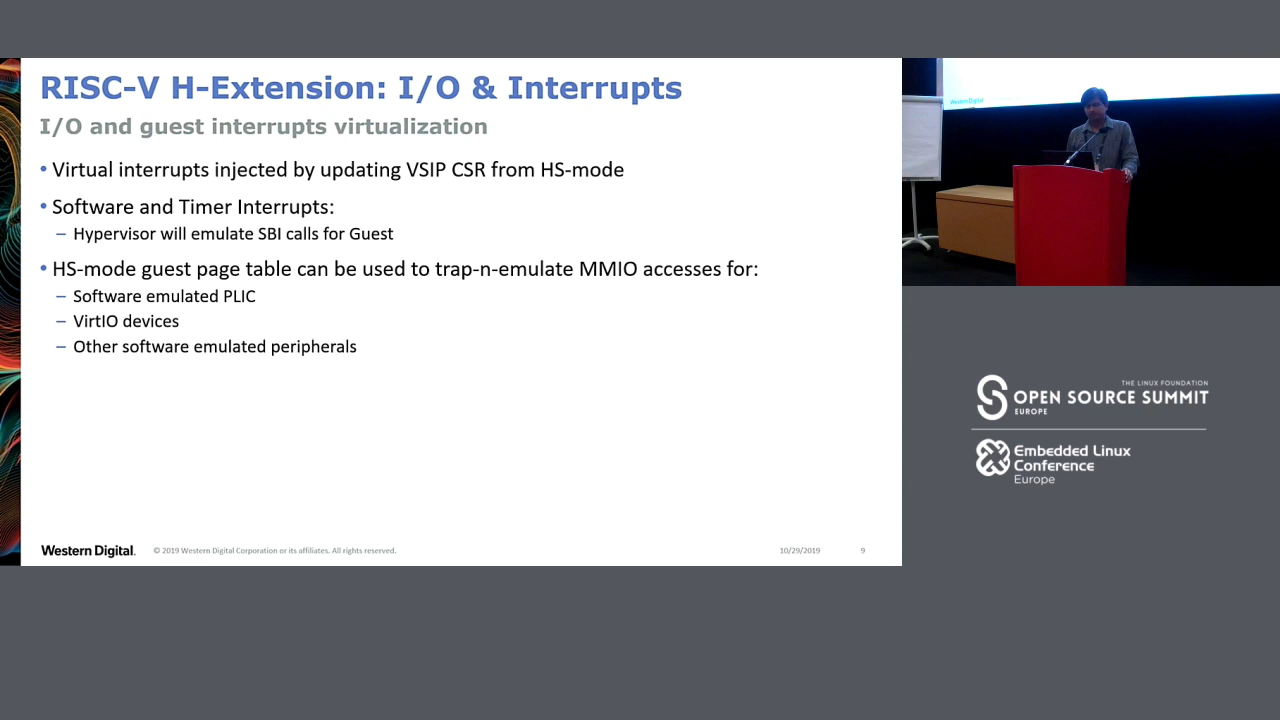 RISC-V H-Extension: I/O & Interrupts
I/O and guest interrupts virtualization
• Virtual interrupts injected by updating VSIP CSR from HS-mode
• Software and Timer Interrupts:
– Hypervisor will emulate SBI calls for Guest
• HS-mode guest page table can be used to trap-n-emulate MMIO accesses for:
– Software emulated PLIC
– VirtIO devices
– Other software emulated peripherals
Western Digital.
© 2019 Western Digital Corporation or its affiliates. All rights reserved.
10/29/2019
9
Western Digital
THE LINUX FOUNDATION
OPEN SOURCE SUMMIT
EUROPE
Embedded Linux
Conference
Europe